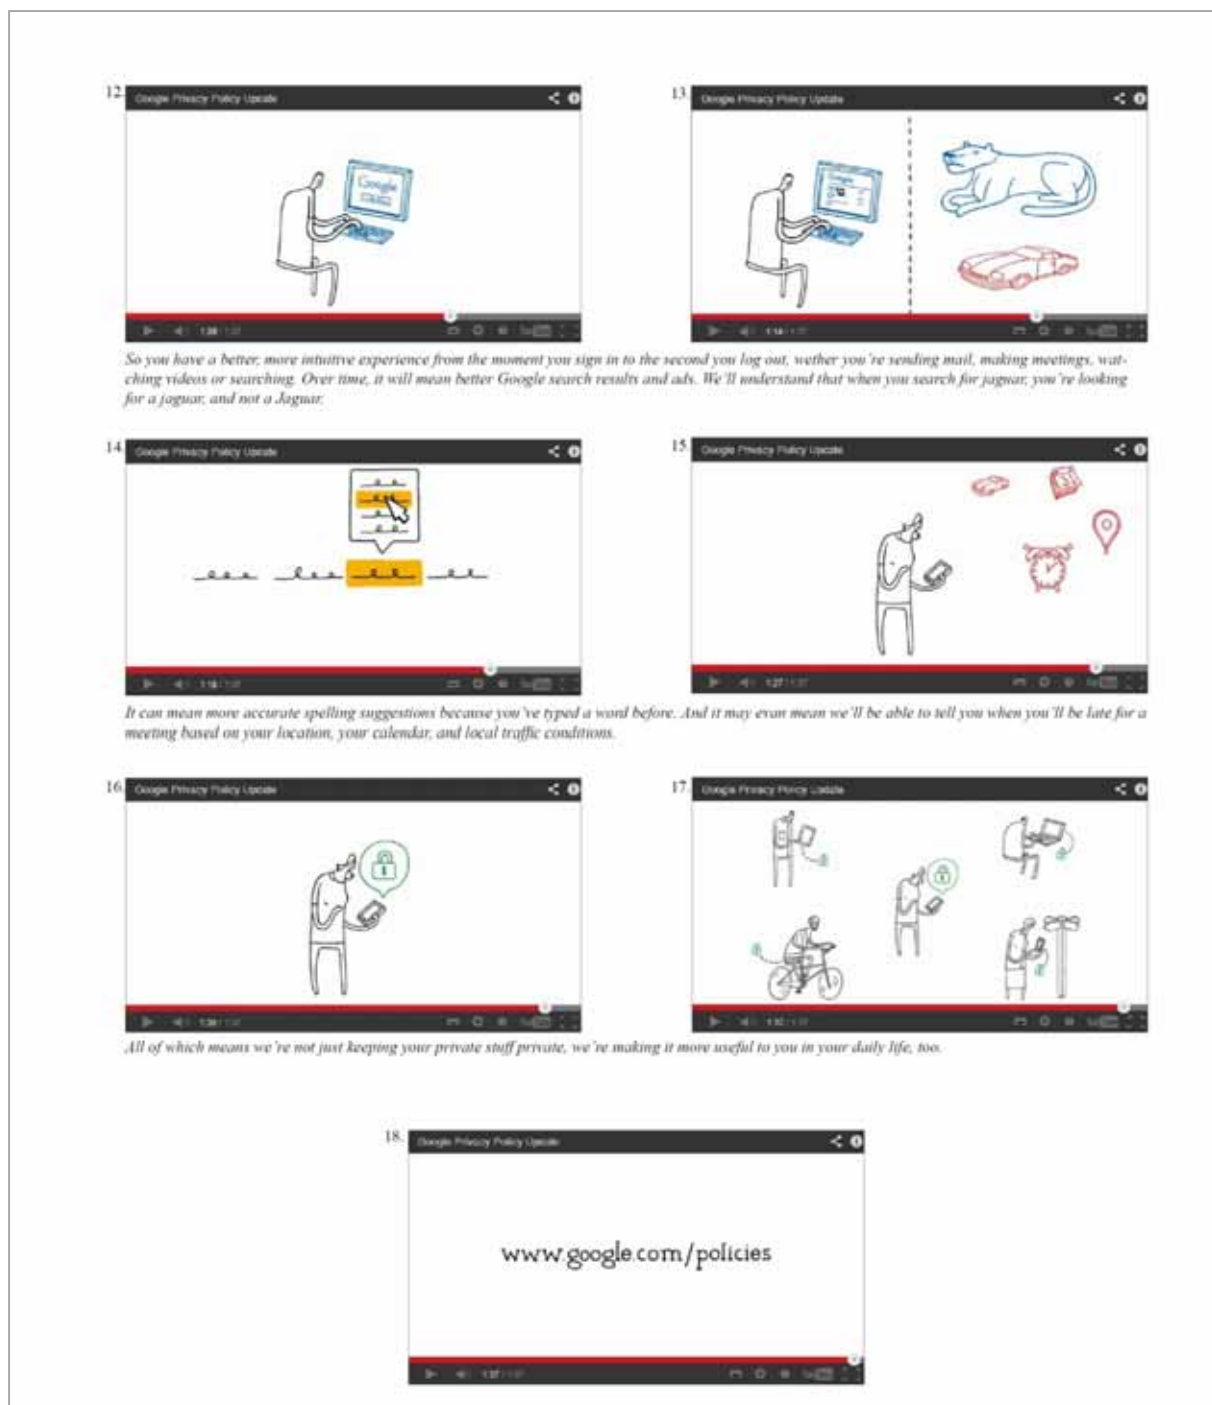 12. Google Privacy Policy Update
13. Google Privacy Policy Update
Google
Google
So you have a better, more intuitive experience from the moment you sign in to the second you log out, wether you're sending mail, making meetings, wat-
ching videos or searching. Over time, it will mean better Google search results and ads. We'll understand that when you search for jaguar, you're looking
for a jaguar, and not a Jaguar.
14. Google Privacy Policy Update
15. Google Privacy Policy Update
It can mean more accurate spelling suggestions because you've typed a word before. And it may evan mean we'll be able to tell you when you'll be late for a
meeting based on your location, your calendar, and local traffic conditions.
16. Google Privacy Policy Update
17. Google Privacy Policy Update
All of which means we're not just keeping your private stuff private, we're making it more useful to you in your daily life, too.
18. Google Privacy Policy Update
www.google.com/policies